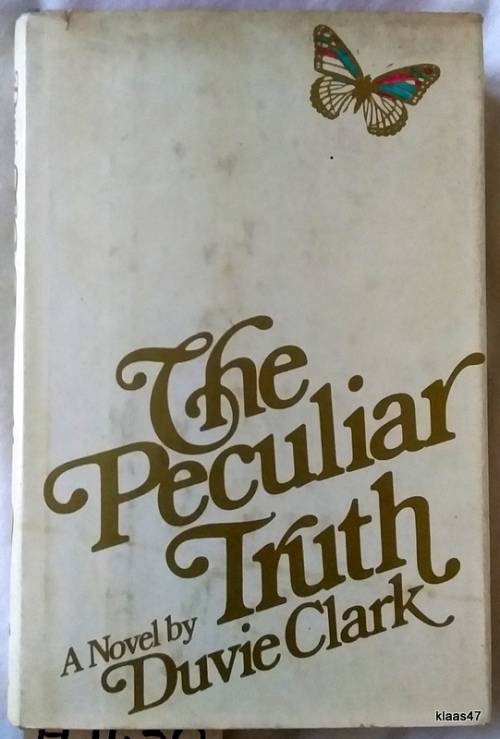 The
Peculiar
Truth
A Novel by
Duvie Clark
klaas47